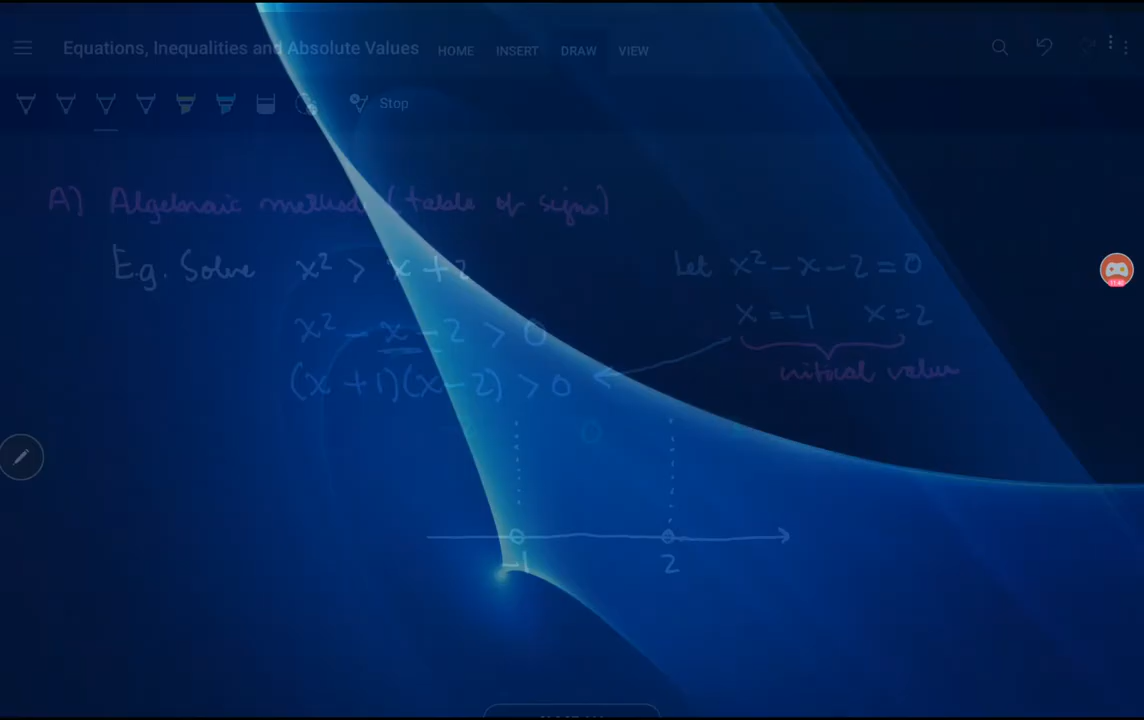 Equations, Inequalities and Absolute Values HOME INSERT DRAW VIEW
Stop
A) Algebraic method (table of signs)
E.g. Solve x² > x + 2
Let x² - x - 2 = 0
x² - x - 2 > 0
x = -1 x = 2
(x + 1)(x - 2) > 0
critical value
-1 2